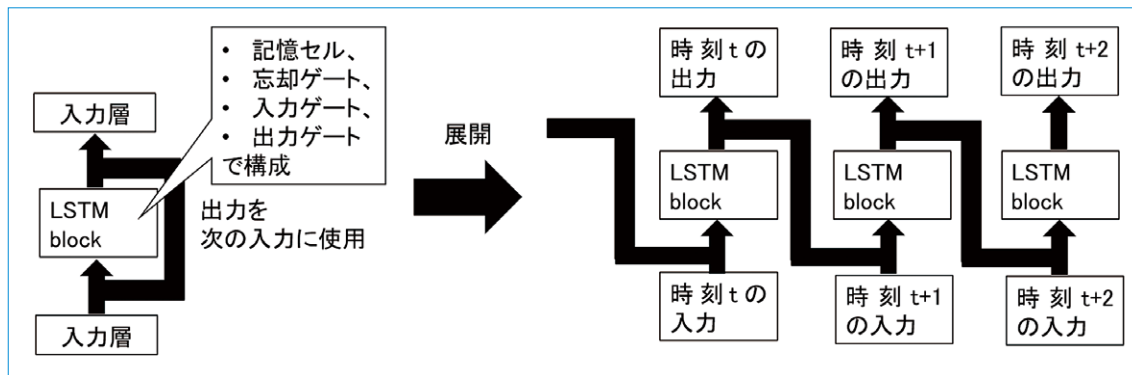 • 記憶セル、
• 忘却ゲート、
• 入力ゲート、
• 出力ゲート
で構成
入力層
LSTM
block
出力を
次の入力に使用
入力層
展開
時刻tの
出力
時刻t+1
の出力
時刻t+2
の出力
LSTM
block
LSTM
block
LSTM
block
時刻tの
入力
時刻t+1
の入力
時刻t+2
の入力